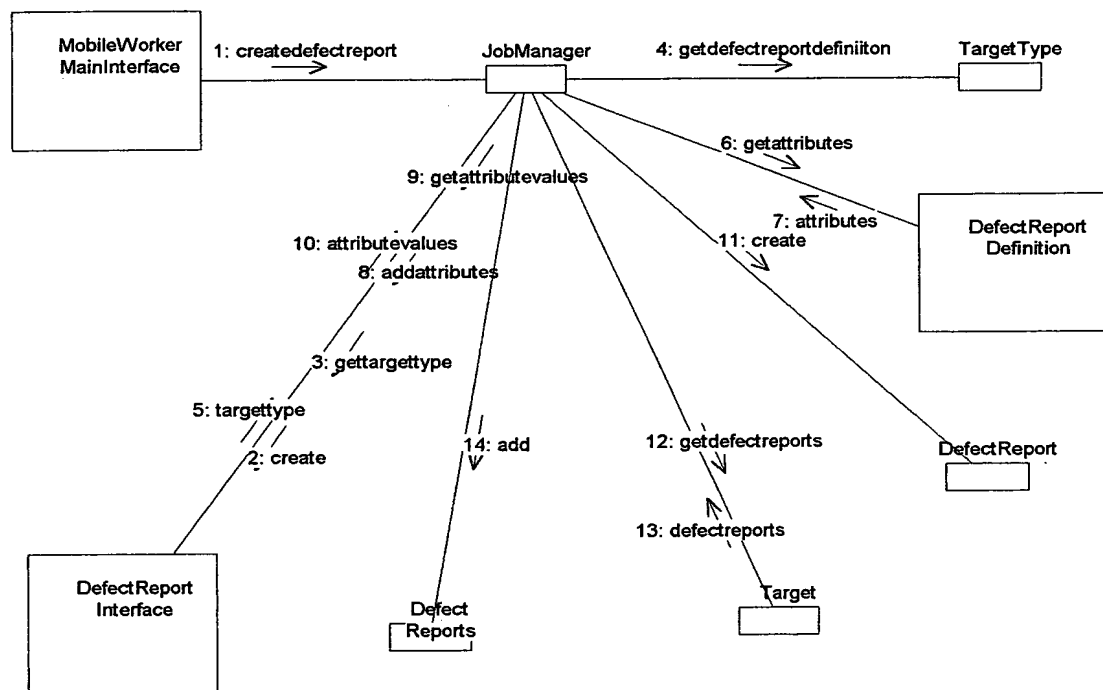 MobileWorker
MainInterface
1: createdefectreport
JobManager
4: getdefectreportdefiniiton
TargetType
6: getattributes
9: getattributevalues
7: attributes
DefectReport
Definition
11: create
10: attributevalues
8: addattributes
3: gettargettype
5: targettype
2: create
14: add
12: getdefectreports
DefectReport
13: defectreports
DefectReport
Interface
Defect
Reports
Target